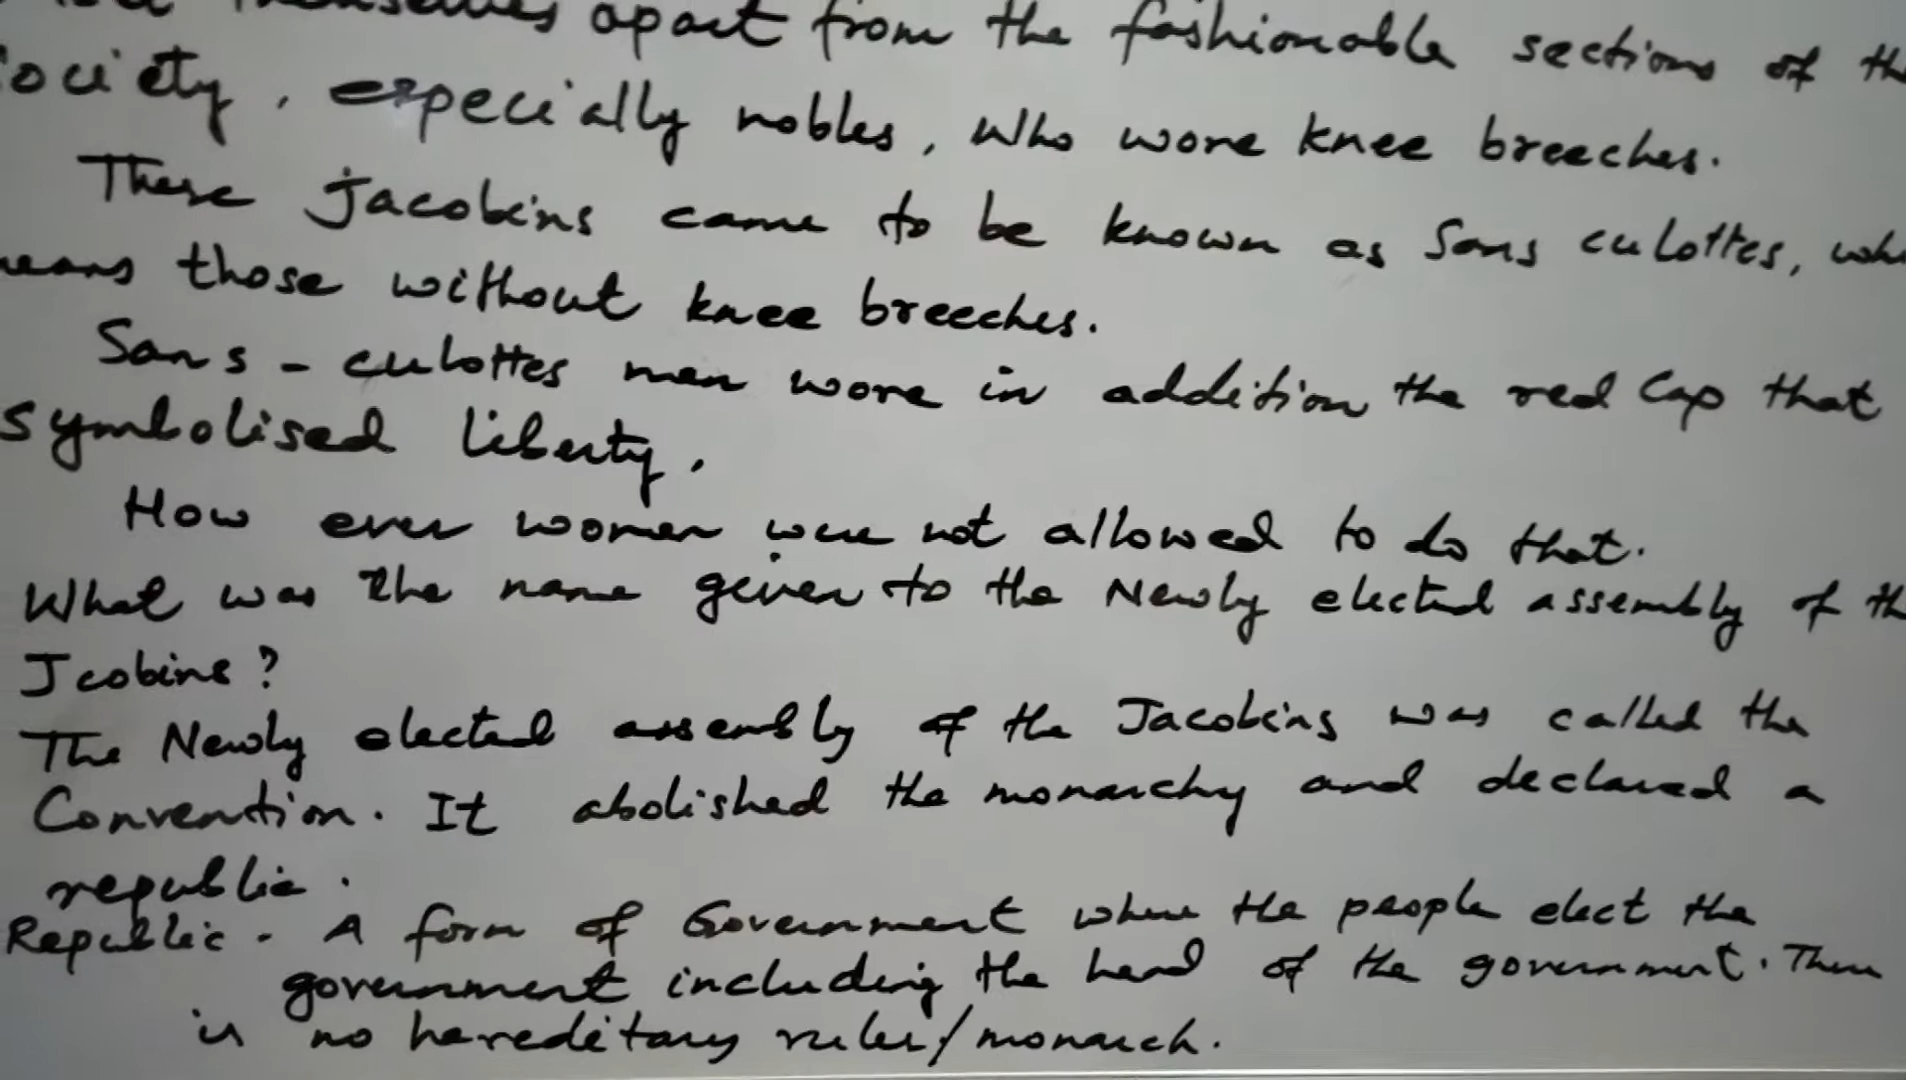 themselves apart from the fashionable sections of th
ociety, especially nobles, who wore knee breeches.
These Jacobins came to be known as Sans culottes, whi
eans those without knee breeches.
Sans - culottes men wore in addition the red Cap that
symbolised liberty,
How ever women were not allowed to do that.
What was the name given to the Newly elected assembly of th
Jcobins?
The Newly elected assembly of the Jacobins was called the
Convention. It abolished the monarchy and declared a
republic.
Republic - A form of Government where the people elect the
government including the head of the government. There
is no hereditary ruler/monarch.